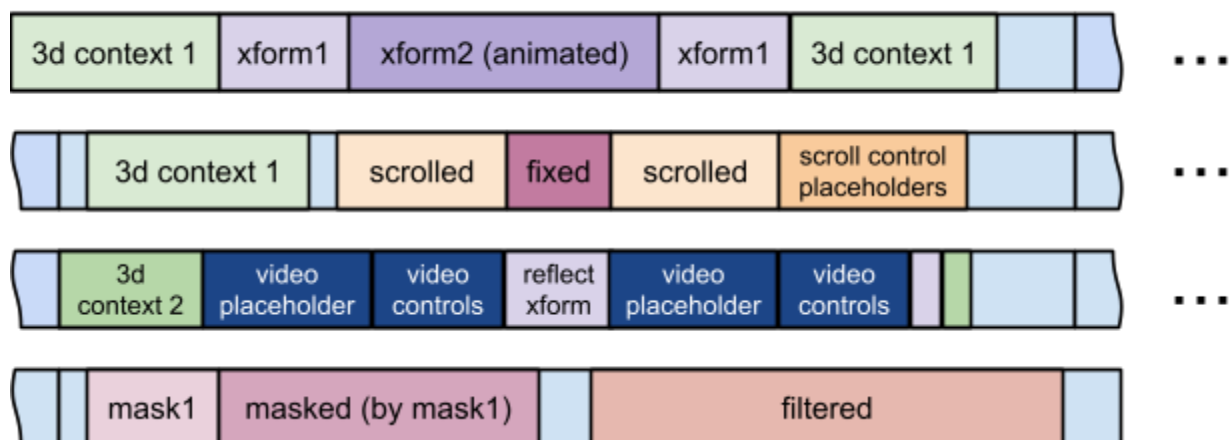 3d context 1 xform1 xform2 (animated) xform1 3d context 1 ...
3d context 1 scrolled fixed scrolled scroll control placeholders ...
3d context 2 video placeholder video controls reflect xform video placeholder video controls ...
mask1 masked (by mask1) filtered